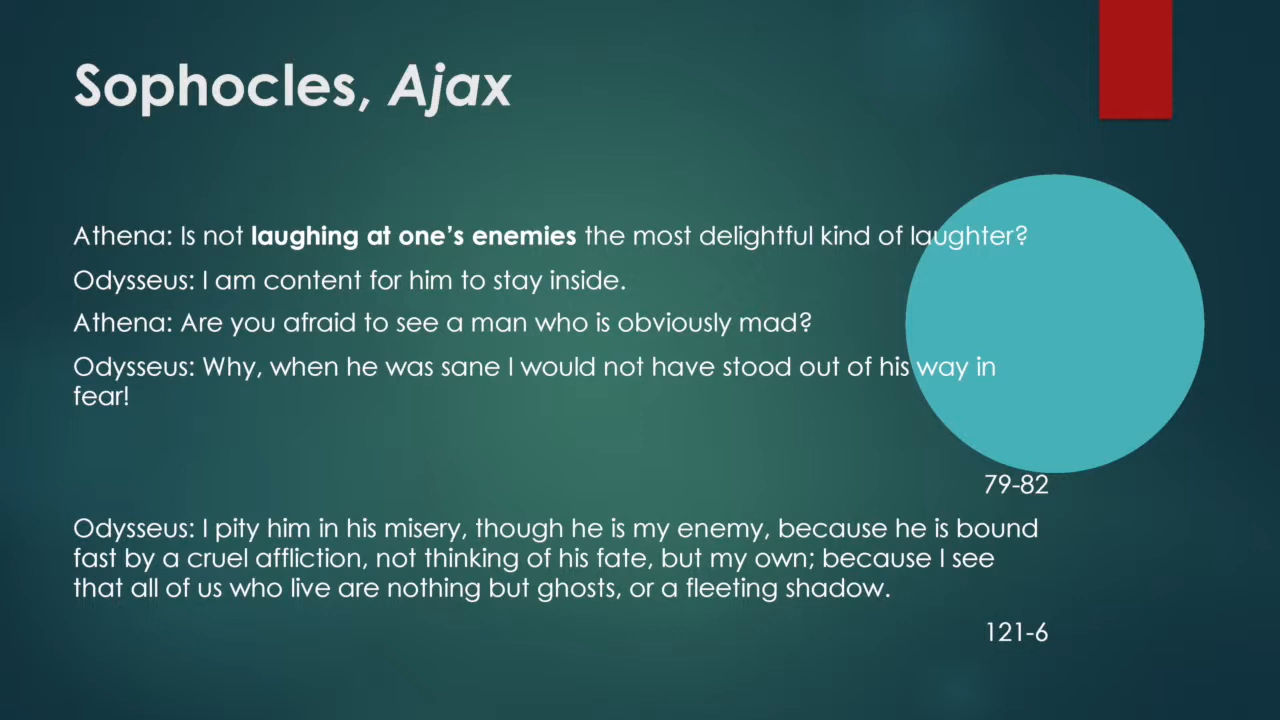 Sophocles, Ajax
Athena: Is not laughing at one's enemies the most delightful kind of laughter?
Odysseus: I am content for him to stay inside.
Athena: Are you afraid to see a man who is obviously mad?
Odysseus: Why, when he was sane I would not have stood out of his way in
fear!
79-82
Odysseus: I pity him in his misery, though he is my enemy, because he is bound
fast by a cruel affliction, not thinking of his fate, but my own; because I see
that all of us who live are nothing but ghosts, or a fleeting shadow.
121-6